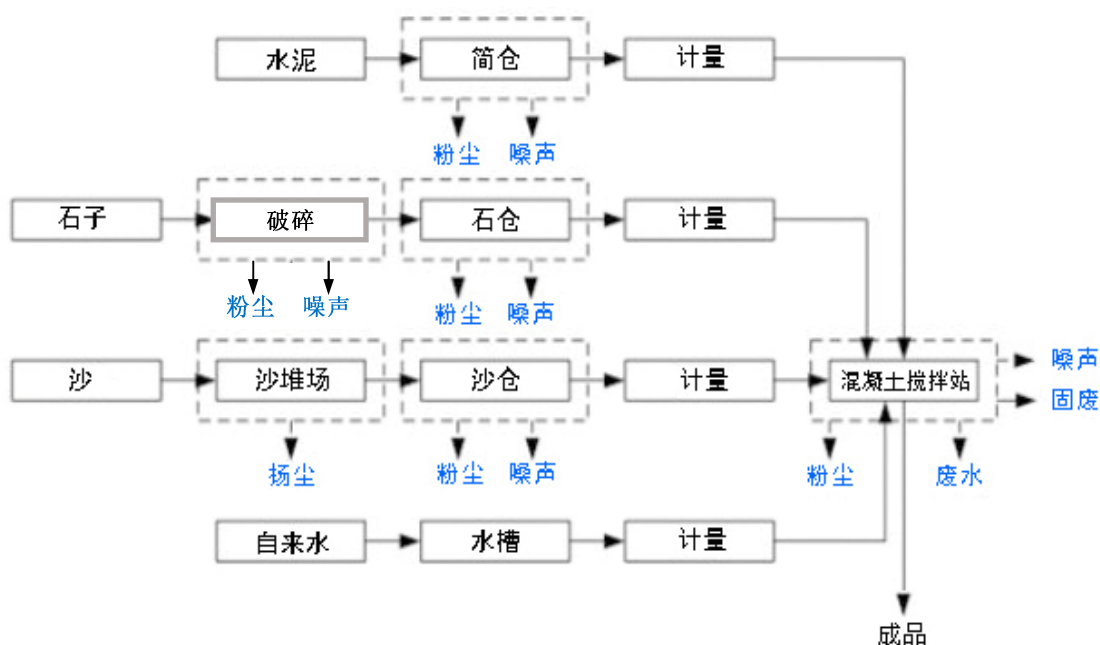 水泥
简仓
计量
粉尘
噪声
石子
破碎
石仓
计量
粉尘
噪声
粉尘
噪声
沙
沙堆场
沙仓
计量
混凝土搅拌站
噪声
固废
扬尘
粉尘
噪声
粉尘
废水
自来水
水槽
计量
成品